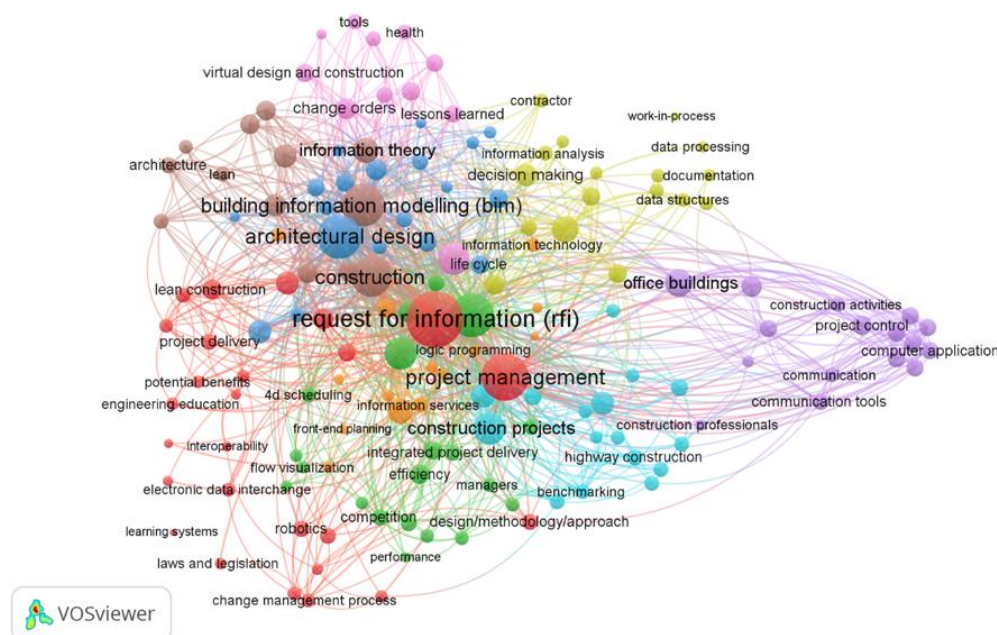 tools
health
virtual design and construction
change orders
lessons learned
contractor
work-in-process
information theory
information analysis
data processing
architecture
lean
decision making
documentation
building information modelling (bim)
data structures
architectural design
information technology
life cycle
construction
office buildings
lean construction
construction activities
request for information (rfi)
project control
project delivery
logic programming
computer application
project management
communication
potential benefits
4d scheduling
engineering education
information services
communication tools
front-end planning
construction projects
construction professionals
interoperability
integrated project delivery
highway construction
flow visualization
efficiency
managers
electronic data interchange
benchmarking
competition
design/methodology/approach
robotics
learning systems
performance
laws and legislation
change management process
VOSviewer